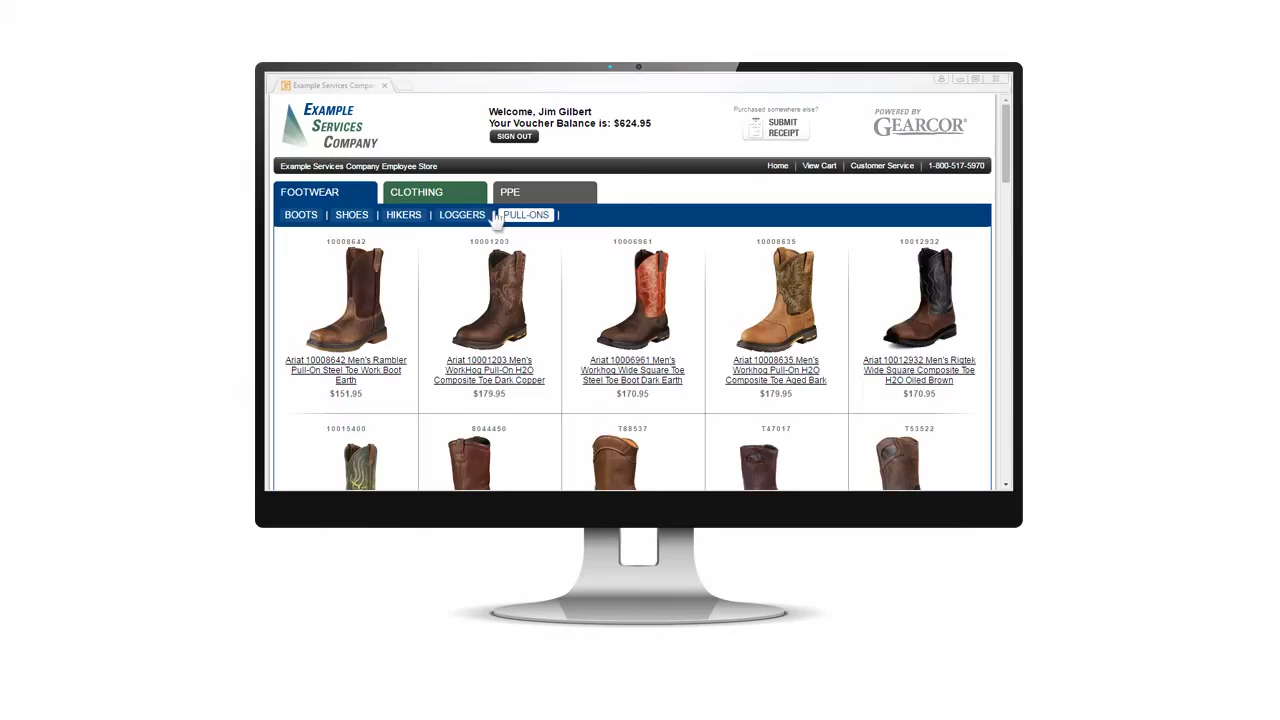 Example Services Compa
EXAMPLE
SERVICES
COMPANY
Welcome, Jim Gilbert
Your Voucher Balance is: $624.95
SIGN OUT
Purchased somewhere else?
SUBMIT
RECEIPT
POWERED BY
GEARCOR®
Example Services Company Employee Store
Home | View Cart | Customer Service | 1-800-517-5970
FOOTWEAR CLOTHING PPE
BOOTS | SHOES | HIKERS | LOGGERS | PULL-ONS |
10008642
Ariat 10008642 Men's Rambler
Pull-On Steel Toe Work Boot
Earth
$151.95
10001203
Ariat 10001203 Men's
WorkHog Pull-On H2O
Composite Toe Dark Copper
$179.95
10006961
Ariat 10006961 Men's
Workhog Wide Square Toe
Steel Toe Boot Dark Earth
$170.95
10008635
Ariat 10008635 Men's
Workhog Pull-On H2O
Composite Toe Aged Bark
$179.95
10012932
Ariat 10012932 Men's Rigtek
Wide Square Composite Toe
H2O Oiled Brown
$170.95
10015400
8044450
T88537
T47017
T53522